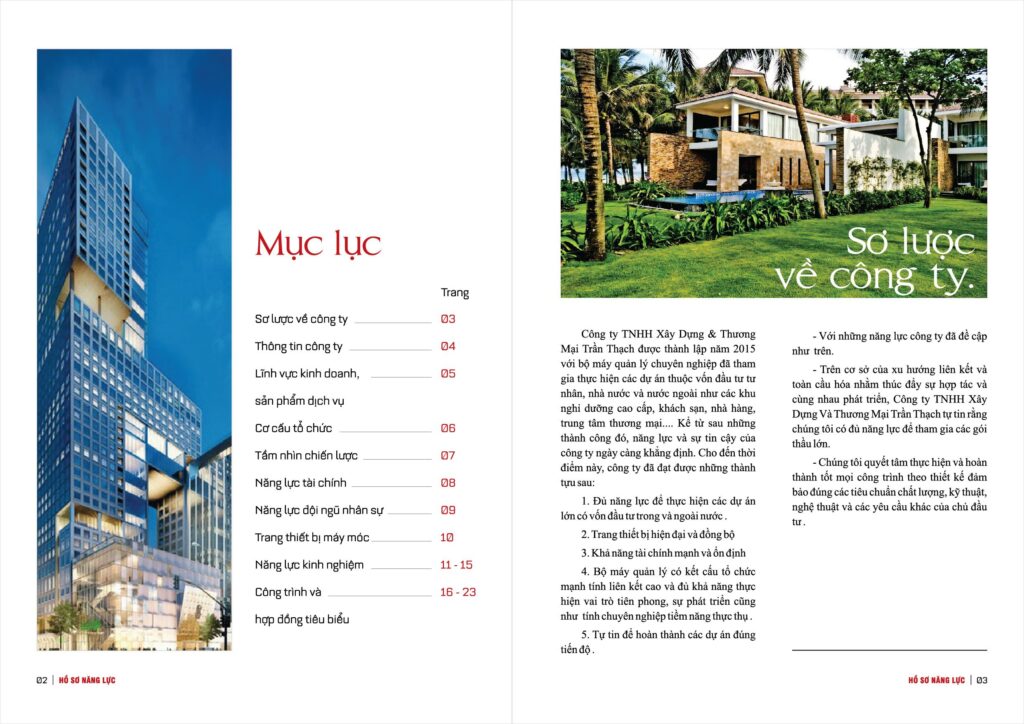 Mục lục
Trang
Sơ lược về công ty 03
Thông tin công ty 04
Lĩnh vực kinh doanh, 05
sản phẩm dịch vụ
Cơ cấu tổ chức 06
Tầm nhìn chiến lược 07
Năng lực tài chính 08
Năng lực đội ngũ nhân sự 09
Trang thiết bị máy móc 10
Năng lực kinh nghiệm 11 - 15
Công trình và 16 - 23
hợp đồng tiêu biểu
02 | HỒ SƠ NĂNG LỰC
Sơ lược
về công ty.
Công ty TNHH Xây Dựng & Thương
Mại Trần Thạch được thành lập năm 2015
với bộ máy quản lý chuyên nghiệp đã tham
gia thực hiện các dự án thuộc vốn đầu tư tư
nhân, nhà nước và nước ngoài như các khu
nghỉ dưỡng cao cấp, khách sạn, nhà hàng,
trung tâm thương mại.... Kể từ sau những
thành công đó, năng lực và sự tin cậy của
công ty ngày càng khẳng định. Cho đến thời
điểm này, công ty đã đạt được những thành
tựu sau:
1. Đủ năng lực để thực hiện các dự án
lớn có vốn đầu tư trong và ngoài nước .
2. Trang thiết bị hiện đại và đồng bộ
3. Khả năng tài chính mạnh và ổn định
4. Bộ máy quản lý có kết cấu tổ chức
mạnh tính liên kết cao và đủ khả năng thực
hiện vai trò tiên phong, sự phát triển cũng
như tính chuyên nghiệp tiềm năng thực thụ .
5. Tự tin để hoàn thành các dự án đúng
tiến độ .
- Với những năng lực công ty đã đề cập
như trên.
- Trên cơ sở của xu hướng liên kết và
toàn cầu hóa nhằm thúc đẩy sự hợp tác và
cùng nhau phát triển, Công ty TNHH Xây
Dựng Và Thương Mại Trần Thạch tự tin rằng
chúng tôi có đủ năng lực để tham gia các gói
thầu lớn.
- Chúng tôi quyết tâm thực hiện và hoàn
thành tốt mọi công trình theo thiết kế đảm
bảo đúng các tiêu chuẩn chất lượng, kỹ thuật,
nghệ thuật và các yêu cầu khác của chủ đầu
tư .
HỒ SƠ NĂNG LỰC | 03